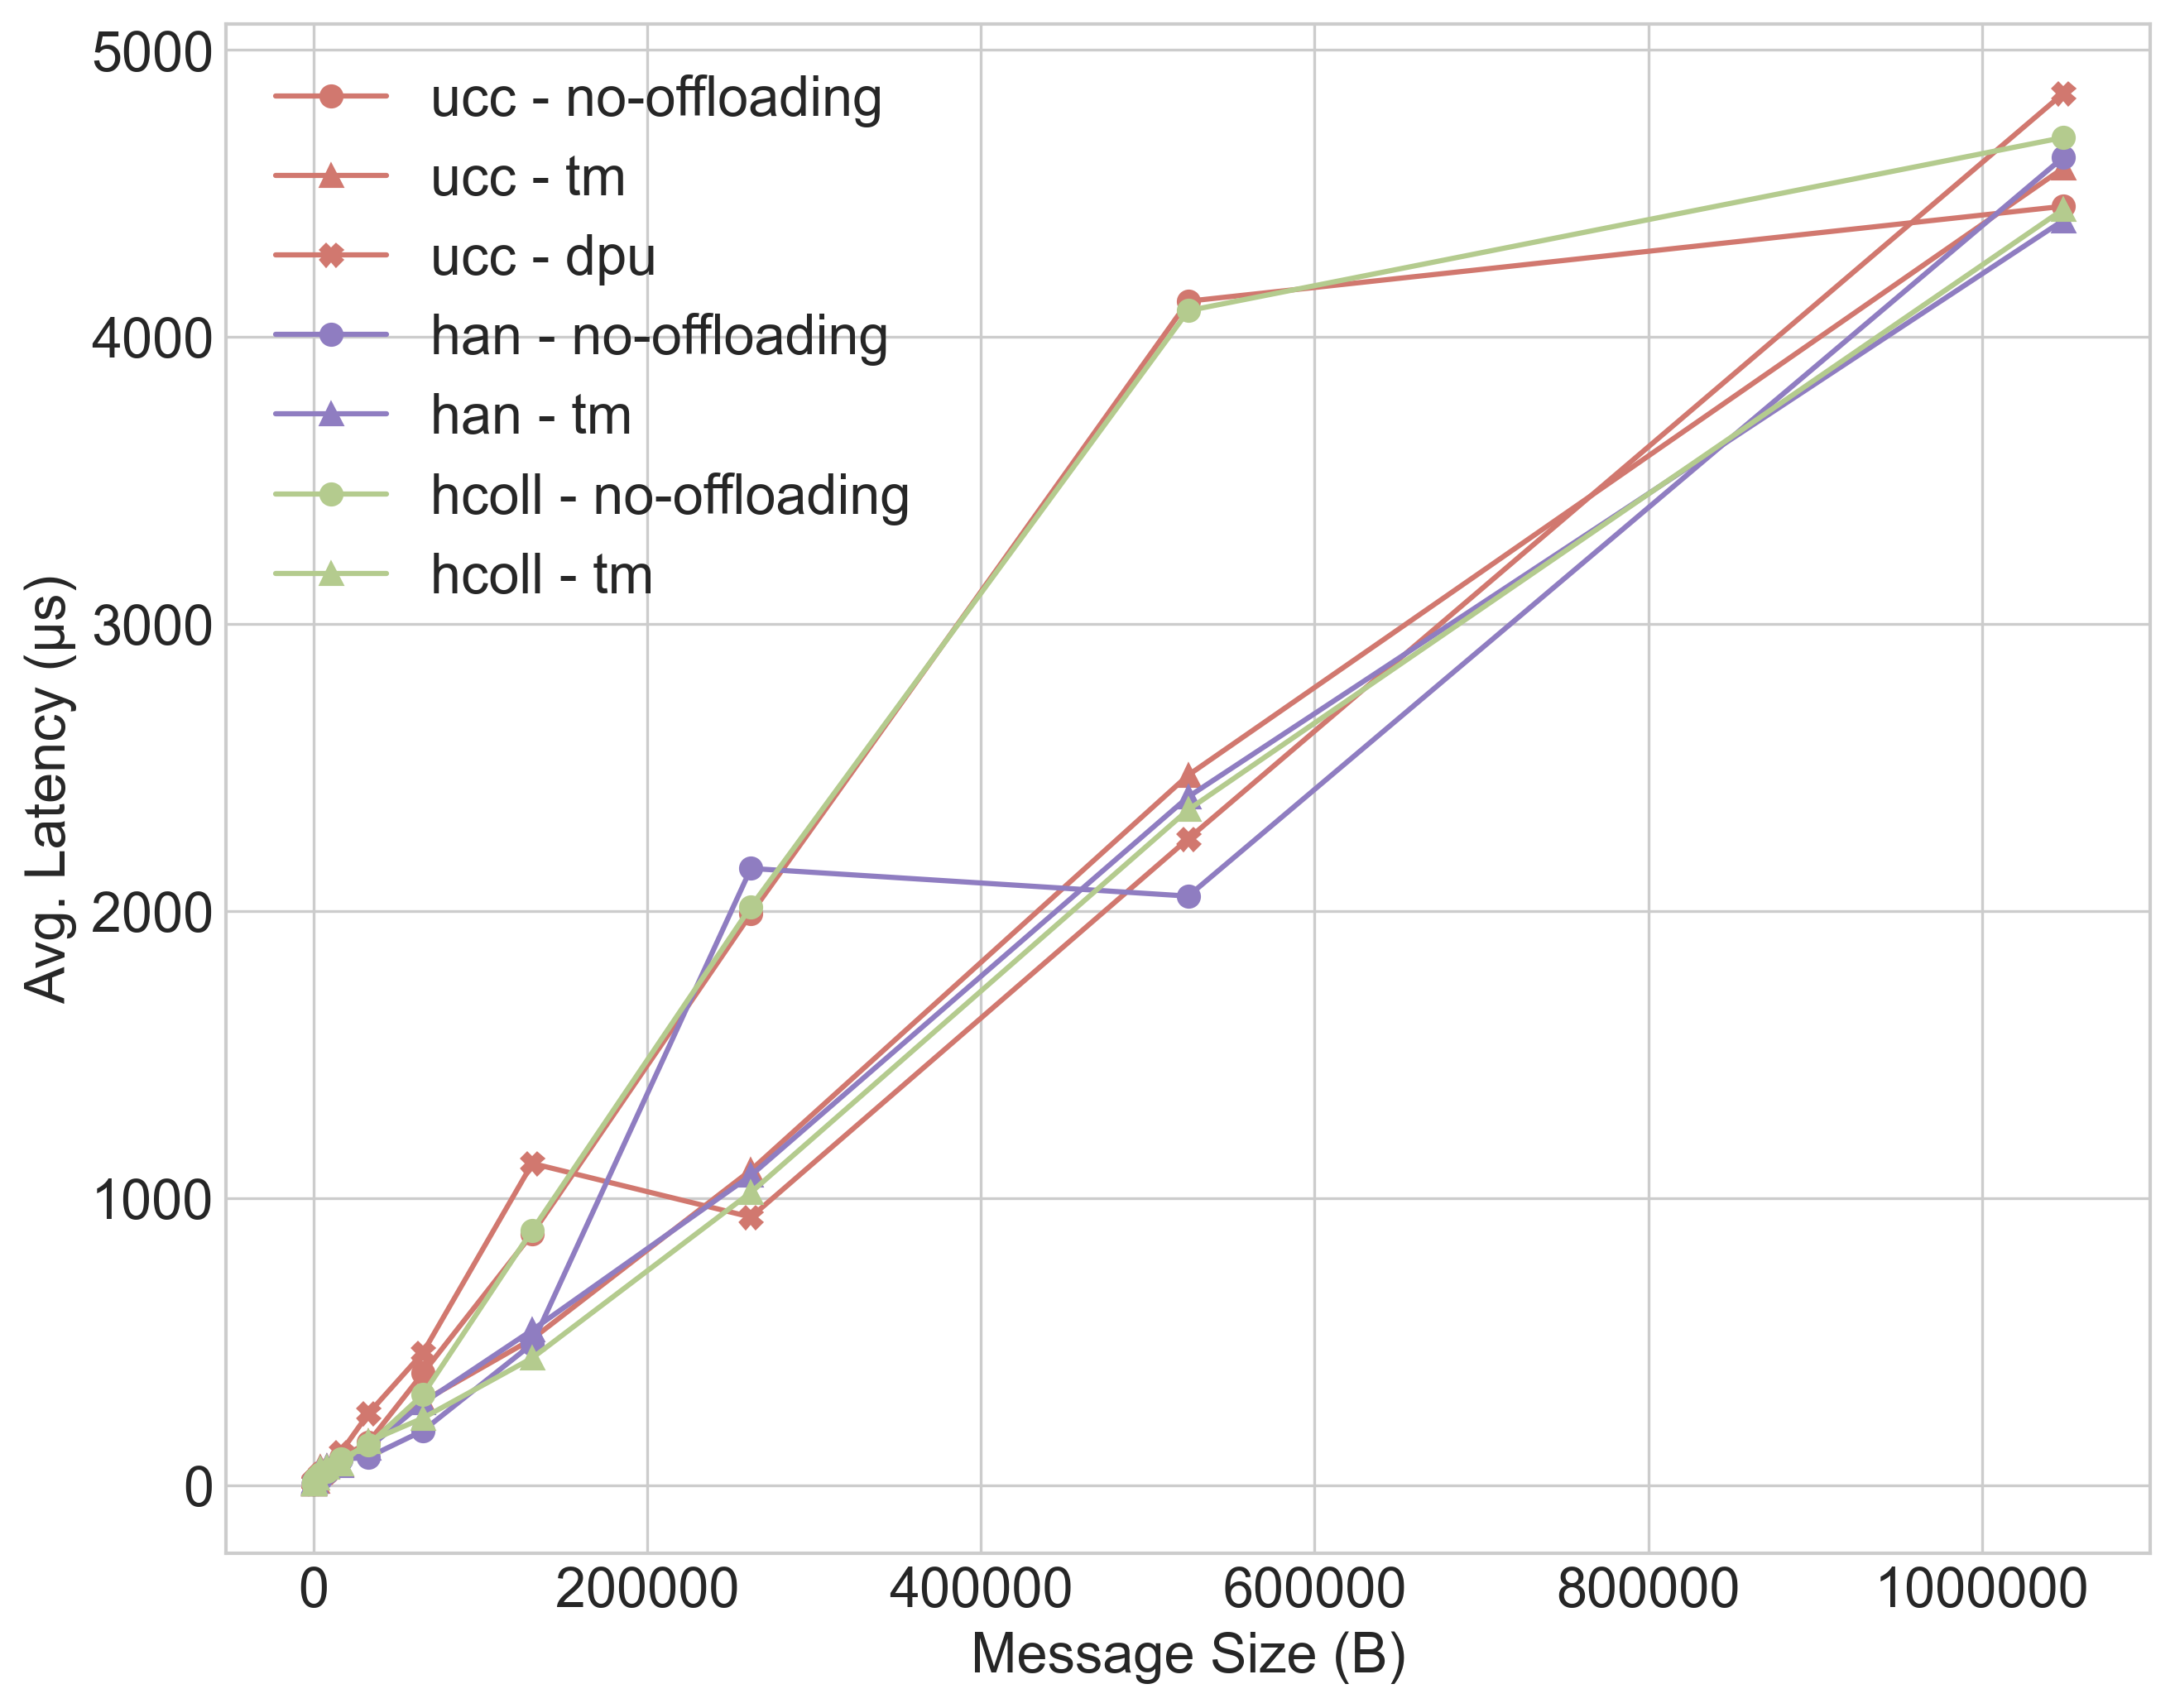 5000
4000
3000
2000
1000
0
Avg. Latency (μs)
ucc - no-offloading
ucc - tm
ucc - dpu
han - no-offloading
han - tm
hcoll - no-offloading
hcoll - tm
0 200000 400000 600000 800000 1000000
Message Size (B)